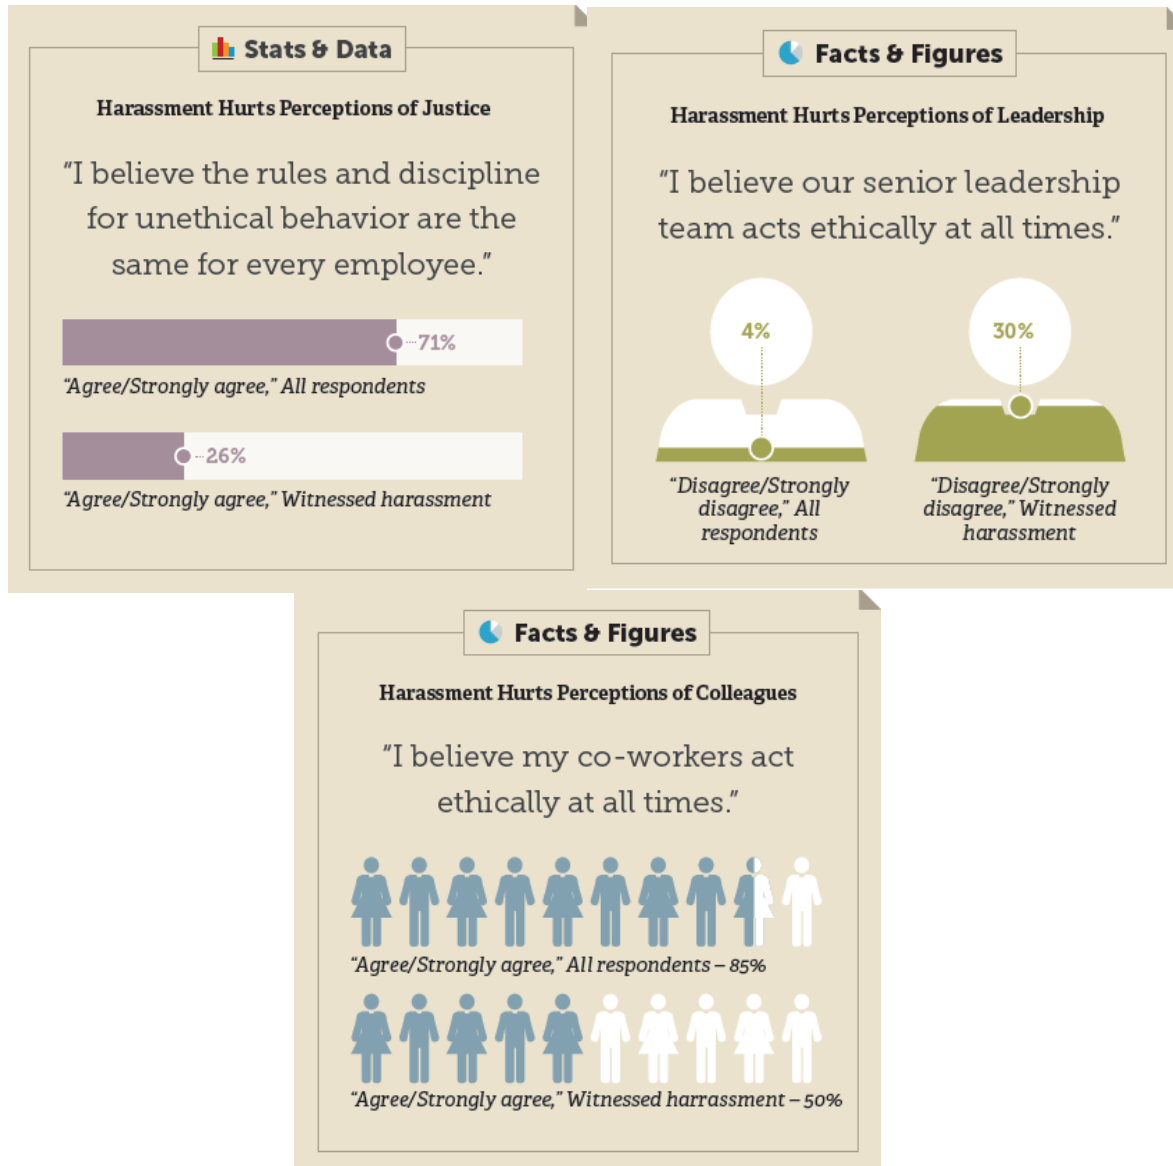 Stats & Data
Harassment Hurts Perceptions of Justice
“I believe the rules and discipline
for unethical behavior are the
same for every employee.”
71%
“Agree/Strongly agree,” All respondents
26%
“Agree/Strongly agree,” Witnessed harassment
Facts & Figures
Harassment Hurts Perceptions of Leadership
“I believe our senior leadership
team acts ethically at all times.”
4%
“Disagree/Strongly
disagree,” All
respondents
30%
“Disagree/Strongly
disagree,” Witnessed
harassment
Facts & Figures
Harassment Hurts Perceptions of Colleagues
“I believe my co-workers act
ethically at all times.”
“Agree/Strongly agree,” All respondents – 85%
“Agree/Strongly agree,” Witnessed harrassment – 50%